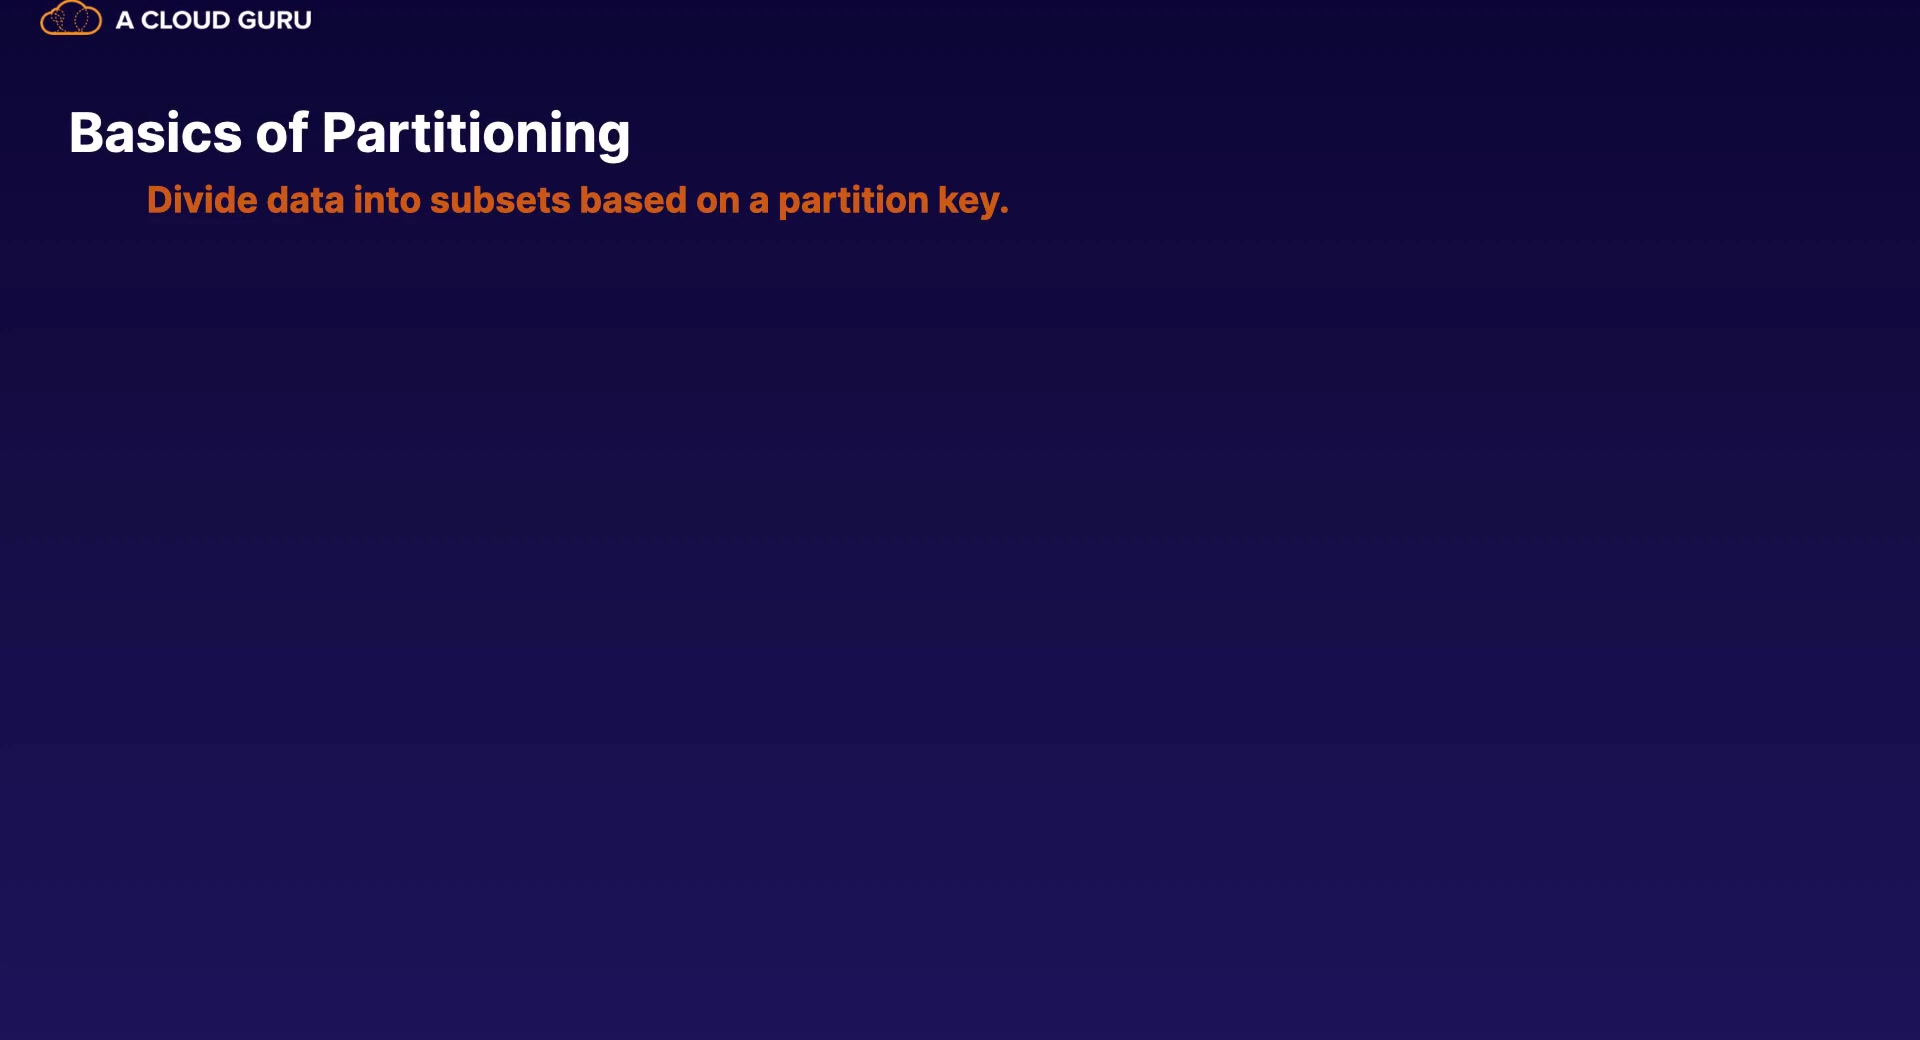 A CLOUD GURU
Basics of Partitioning
Divide data into subsets based on a partition key.